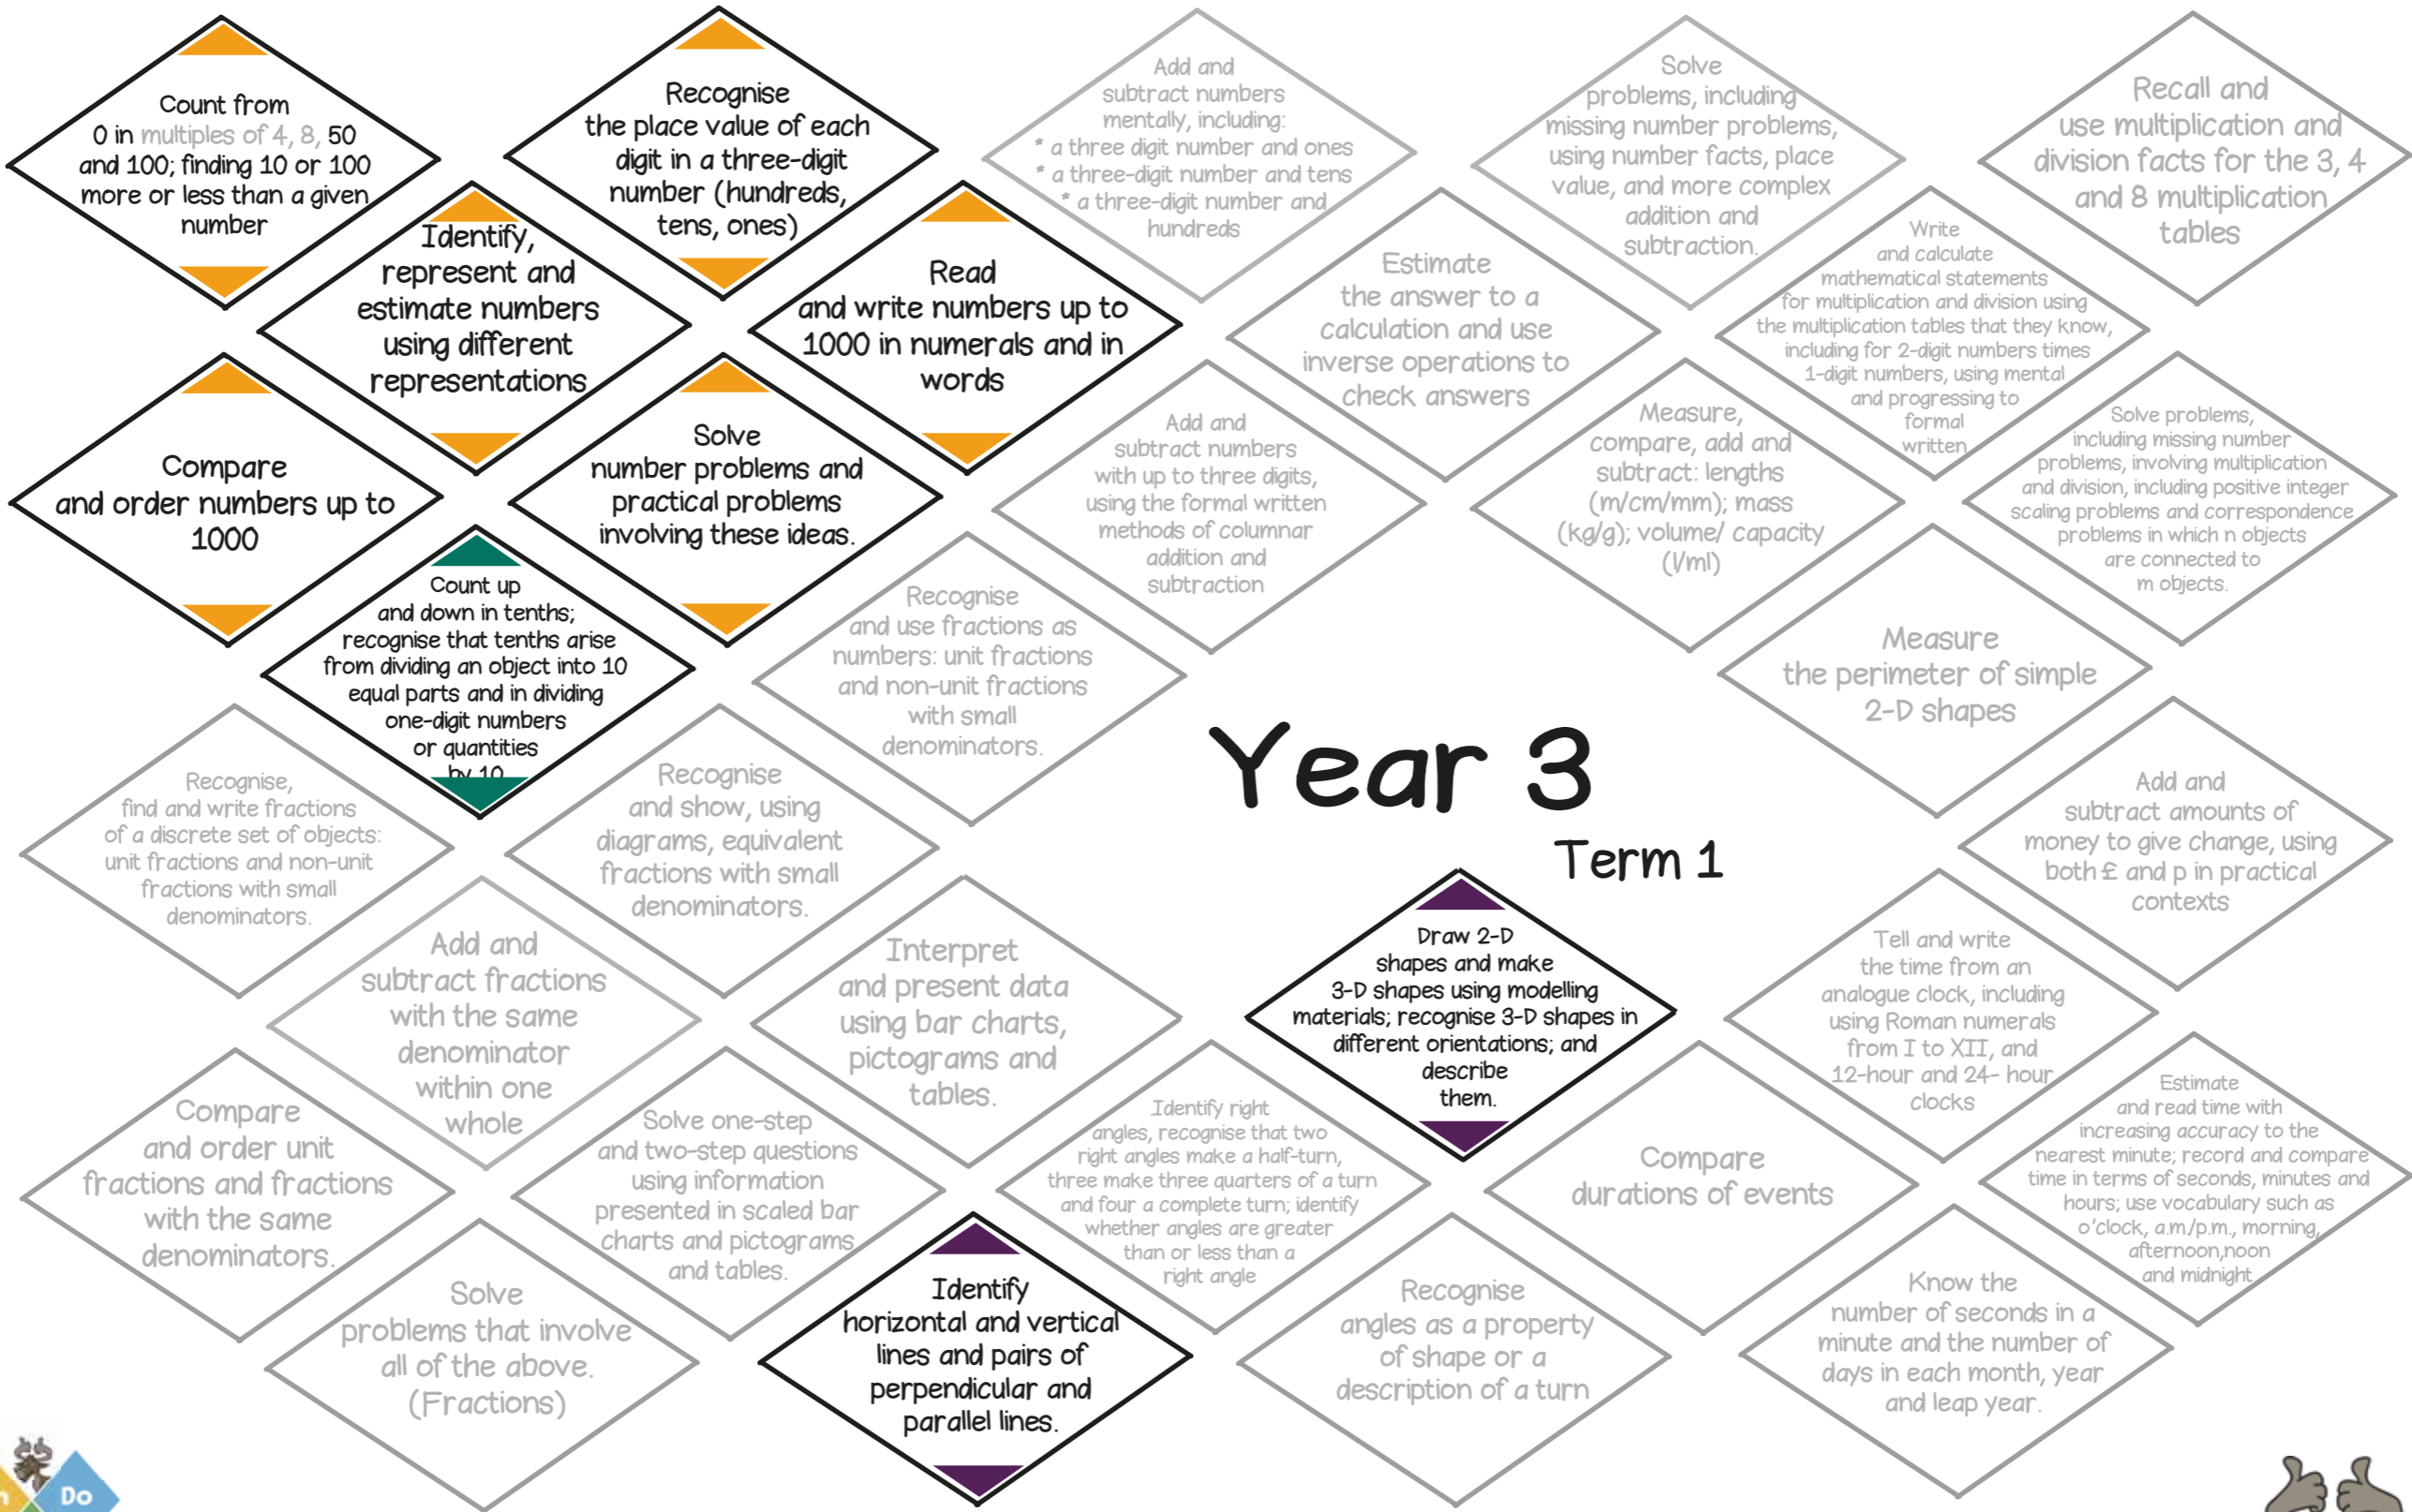 Count from
0 in multiples of 4, 8, 50
and 100; finding 10 or 100
more or less than a given
number
Recognise
the place value of each
digit in a three-digit
number (hundreds,
tens, ones)
Add and
subtract numbers
mentally, including:
* a three digit number and ones
* a three-digit number and tens
* a three-digit number and
hundreds
Solve
problems, including
missing number problems,
using number facts, place
value, and more complex
addition and
subtraction.
Recall and
use multiplication and
division facts for the 3, 4
and 8 multiplication
tables
Identify,
represent and
estimate numbers
using different
representations
Read
and write numbers up to
1000 in numerals and in
words
Estimate
the answer to a
calculation and use
inverse operations to
check answers
Write
and calculate
mathematical statements
for multiplication and division using
the multiplication tables that they know,
including for 2-digit numbers times
1-digit numbers, using mental
and progressing to
formal
written
Compare
and order numbers up to
1000
Solve
number problems and
practical problems
involving these ideas.
Add and
subtract numbers
with up to three digits,
using the formal written
methods of columnar
addition and
subtraction
Measure,
compare, add and
subtract: lengths
(m/cm/mm); mass
(kg/g); volume/ capacity
(l/ml)
Solve problems,
including missing number
problems, involving multiplication
and division, including positive integer
scaling problems and correspondence
problems in which n objects
are connected to
m objects.
Count up
and down in tenths;
recognise that tenths arise
from dividing an object into 10
equal parts and in dividing
one-digit numbers
or quantities
by 10
Recognise
and use fractions as
numbers: unit fractions
and non-unit fractions
with small
denominators.
Measure
the perimeter of simple
2-D shapes
Year 3
Term 1
Recognise,
find and write fractions
of a discrete set of objects:
unit fractions and non-unit
fractions with small
denominators.
Recognise
and show, using
diagrams, equivalent
fractions with small
denominators.
Add and
subtract amounts of
money to give change, using
both £ and p in practical
contexts
Add and
subtract fractions
with the same
denominator
within one
whole
Interpret
and present data
using bar charts,
pictograms and
tables.
Draw 2-D
shapes and make
3-D shapes using modelling
materials; recognise 3-D shapes in
different orientations; and
describe
them.
Tell and write
the time from an
analogue clock, including
using Roman numerals
from I to XII, and
12-hour and 24- hour
clocks
Compare
and order unit
fractions and fractions
with the same
denominators.
Solve one-step
and two-step questions
using information
presented in scaled bar
charts and pictograms
and tables.
Identify right
angles, recognise that two
right angles make a half-turn,
three make three quarters of a turn
and four a complete turn; identify
whether angles are greater
than or less than a
right angle
Compare
durations of events
Estimate
and read time with
increasing accuracy to the
nearest minute; record and compare
time in terms of seconds, minutes and
hours; use vocabulary such as
o'clock, a.m./p.m., morning,
afternoon,noon
and midnight
Solve
problems that involve
all of the above.
(Fractions)
Identify
horizontal and vertical
lines and pairs of
perpendicular and
parallel lines.
Recognise
angles as a property
of shape or a
description of a turn
Know the
number of seconds in a
minute and the number of
days in each month, year
and leap year.
Do